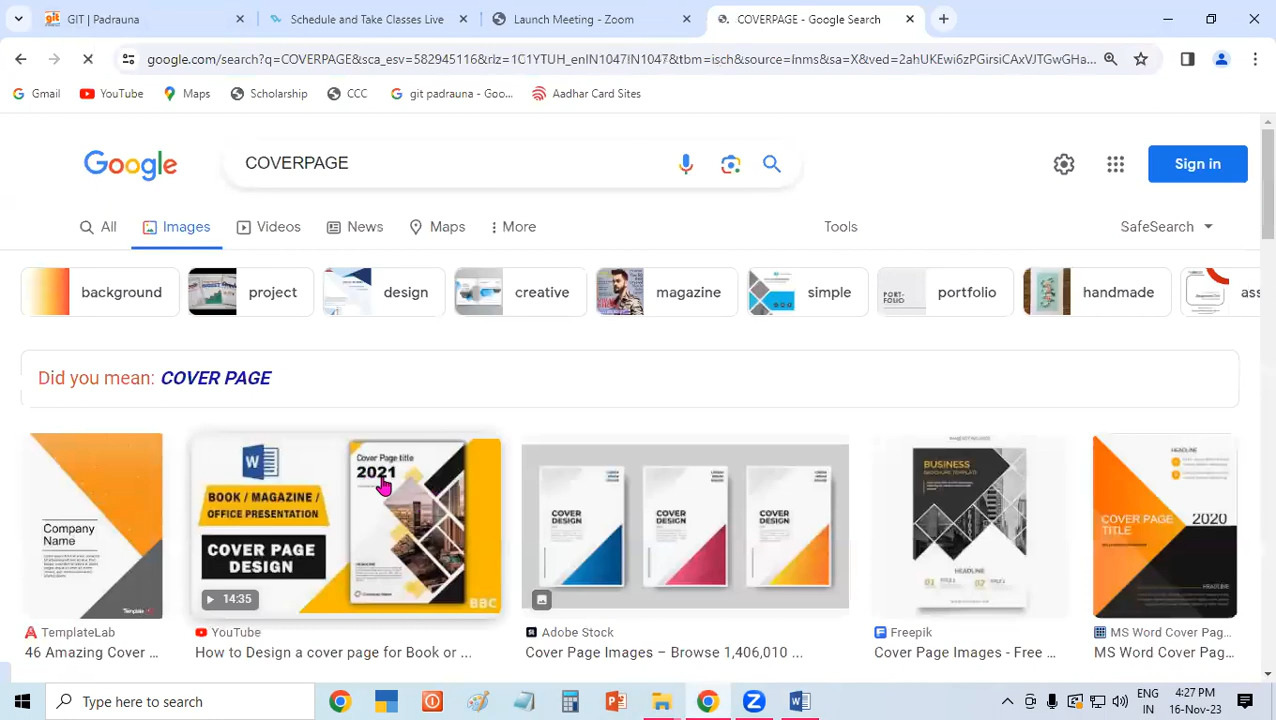 GIT | Padrauna
Schedule and Take Classes Live
Launch Meeting - Zoom
COVERPAGE - Google Search
google.com/search?q=COVERPAGE&sca_esv=582945116&rlz=1C1YTUH_enIN1047IN1047&tbm=isch&source=lnms&sa=X&ved=2ahUKEwi6zPGirsiCAxVJTGwGHa...
Gmail
YouTube
Maps
Scholarship
CCC
git padrauna - Goo...
Aadhar Card Sites
Google
COVERPAGE
Sign in
All
Images
Videos
News
Maps
More
Tools
SafeSearch
background
project
design
creative
magazine
simple
PORT-
FOLIO
portfolio
handmade
ass
Did you mean: COVER PAGE
Company
Name
TemplateLab
46 Amazing Cover ...
BOOK / MAGAZINE /
OFFICE PRESENTATION
COVER PAGE
DESIGN
14:35
Cover Page title
2021
BBC
YouTube
How to Design a cover page for Book or ...
COVER
DESIGN
COVER
DESIGN
COVER
DESIGN
Adobe Stock
Cover Page Images – Browse 1,406,010 ...
BUSINESS
HEADLINE
Freepik
Cover Page Images - Free ...
HEADLINE
COVER PAGE
TITLE
2020
HEADLINE
MS Word Cover Pag...
MS Word Cover Pag...
Type here to search
ENG
IN
4:27 PM
16-Nov-23